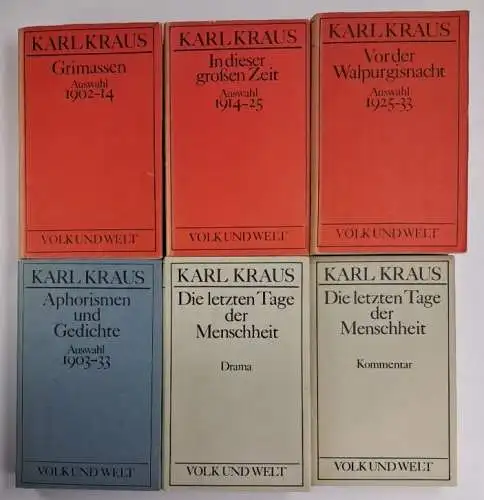 KARL KRAUS
Grimassen
Auswahl
1902–14
VOLK UND WELT
KARL KRAUS
In dieser
großen Zeit
Auswahl
1914–25
VOLK UND WELT
KARL KRAUS
Vor der
Walpurgisnacht
Auswahl
1925–33
VOLK UND WELT
KARL KRAUS
Aphorismen
und
Gedichte
Auswahl
1903–33
VOLK UND WELT
KARL KRAUS
Die letzten Tage
der
Menschheit
Drama
VOLK UND WELT
KARL KRAUS
Die letzten Tage
der
Menschheit
Kommentar
VOLK UND WELT